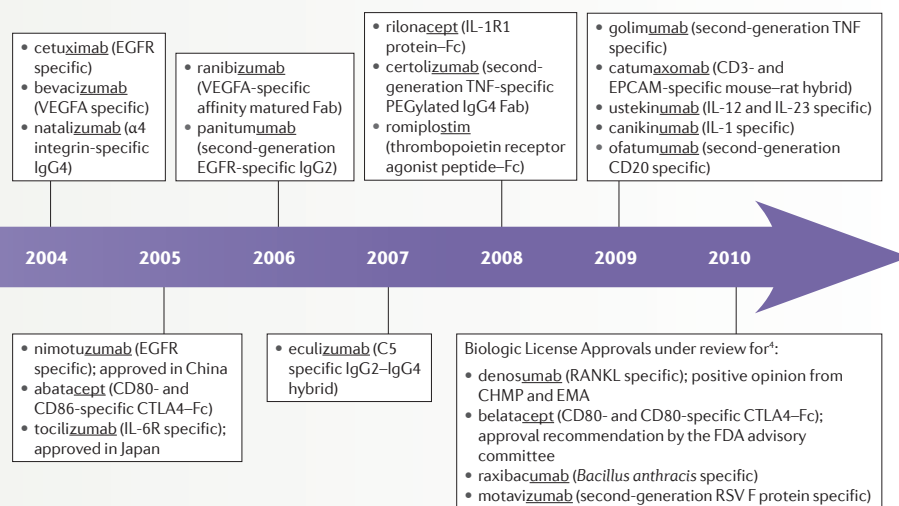 • cetuximab (EGFR
specific)
• bevacizumab
(VEGFA specific)
• natalizumab (α4
integrin-specific
IgG4)
• ranibizumab
(VEGFA-specific
affinity matured Fab)
• panitumumab
(second-generation
EGFR-specific IgG2)
• rilonacept (IL-1R1
protein–Fc)
• certolizumab (second-
generation TNF-specific
PEGylated IgG4 Fab)
• romiplostim
(thrombopoietin receptor
agonist peptide–Fc)
• golimumab (second-generation TNF
specific)
• catumaxomab (CD3- and
EPCAM-specific mouse–rat hybrid)
• ustekinumab (IL-12 and IL-23 specific)
• canikinumab (IL-1 specific)
• ofatumumab (second-generation
CD20 specific)
2004 2005 2006 2007 2008 2009 2010
• nimotuzumab (EGFR
specific); approved in China
• abatacept (CD80- and
CD86-specific CTLA4–Fc)
• tocilizumab (IL-6R specific);
approved in Japan
• eculizumab (C5
specific IgG2–IgG4
hybrid)
Biologic License Approvals under review for⁴:
• denosumab (RANKL specific); positive opinion from
CHMP and EMA
• belatacept (CD80- and CD80-specific CTLA4–Fc);
approval recommendation by the FDA advisory
committee
• raxibacumab (Bacillus anthracis specific)
• motavizumab (second-generation RSV F protein specific)